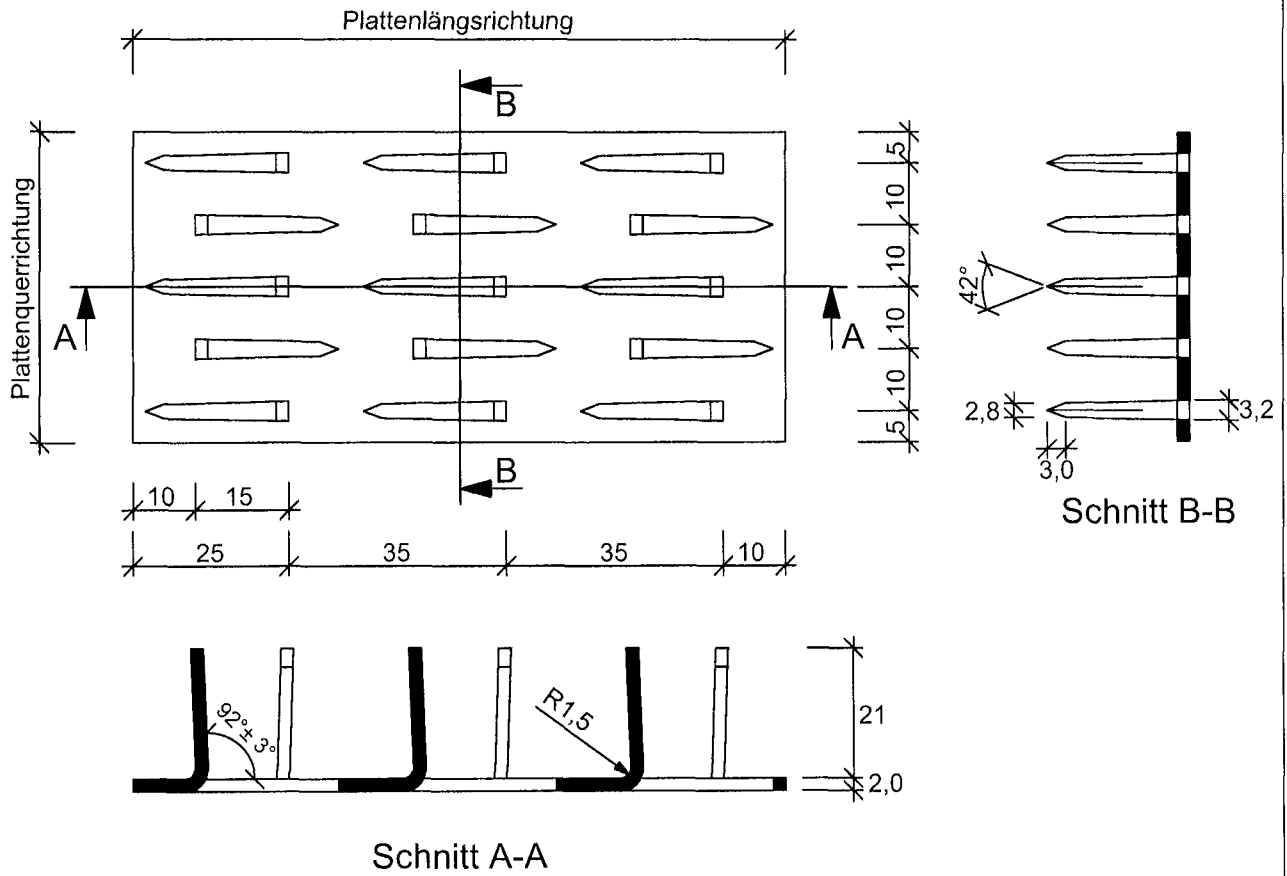 Plattenlängsrichtung
B
Plattenquerrichtung
5
10
10
10
10
5
A
A
B
10
15
25
35
35
10
42°
2,8
3,2
3,0
Schnitt B-B
92°± 3°
R1,5
21
2,0
Schnitt A-A